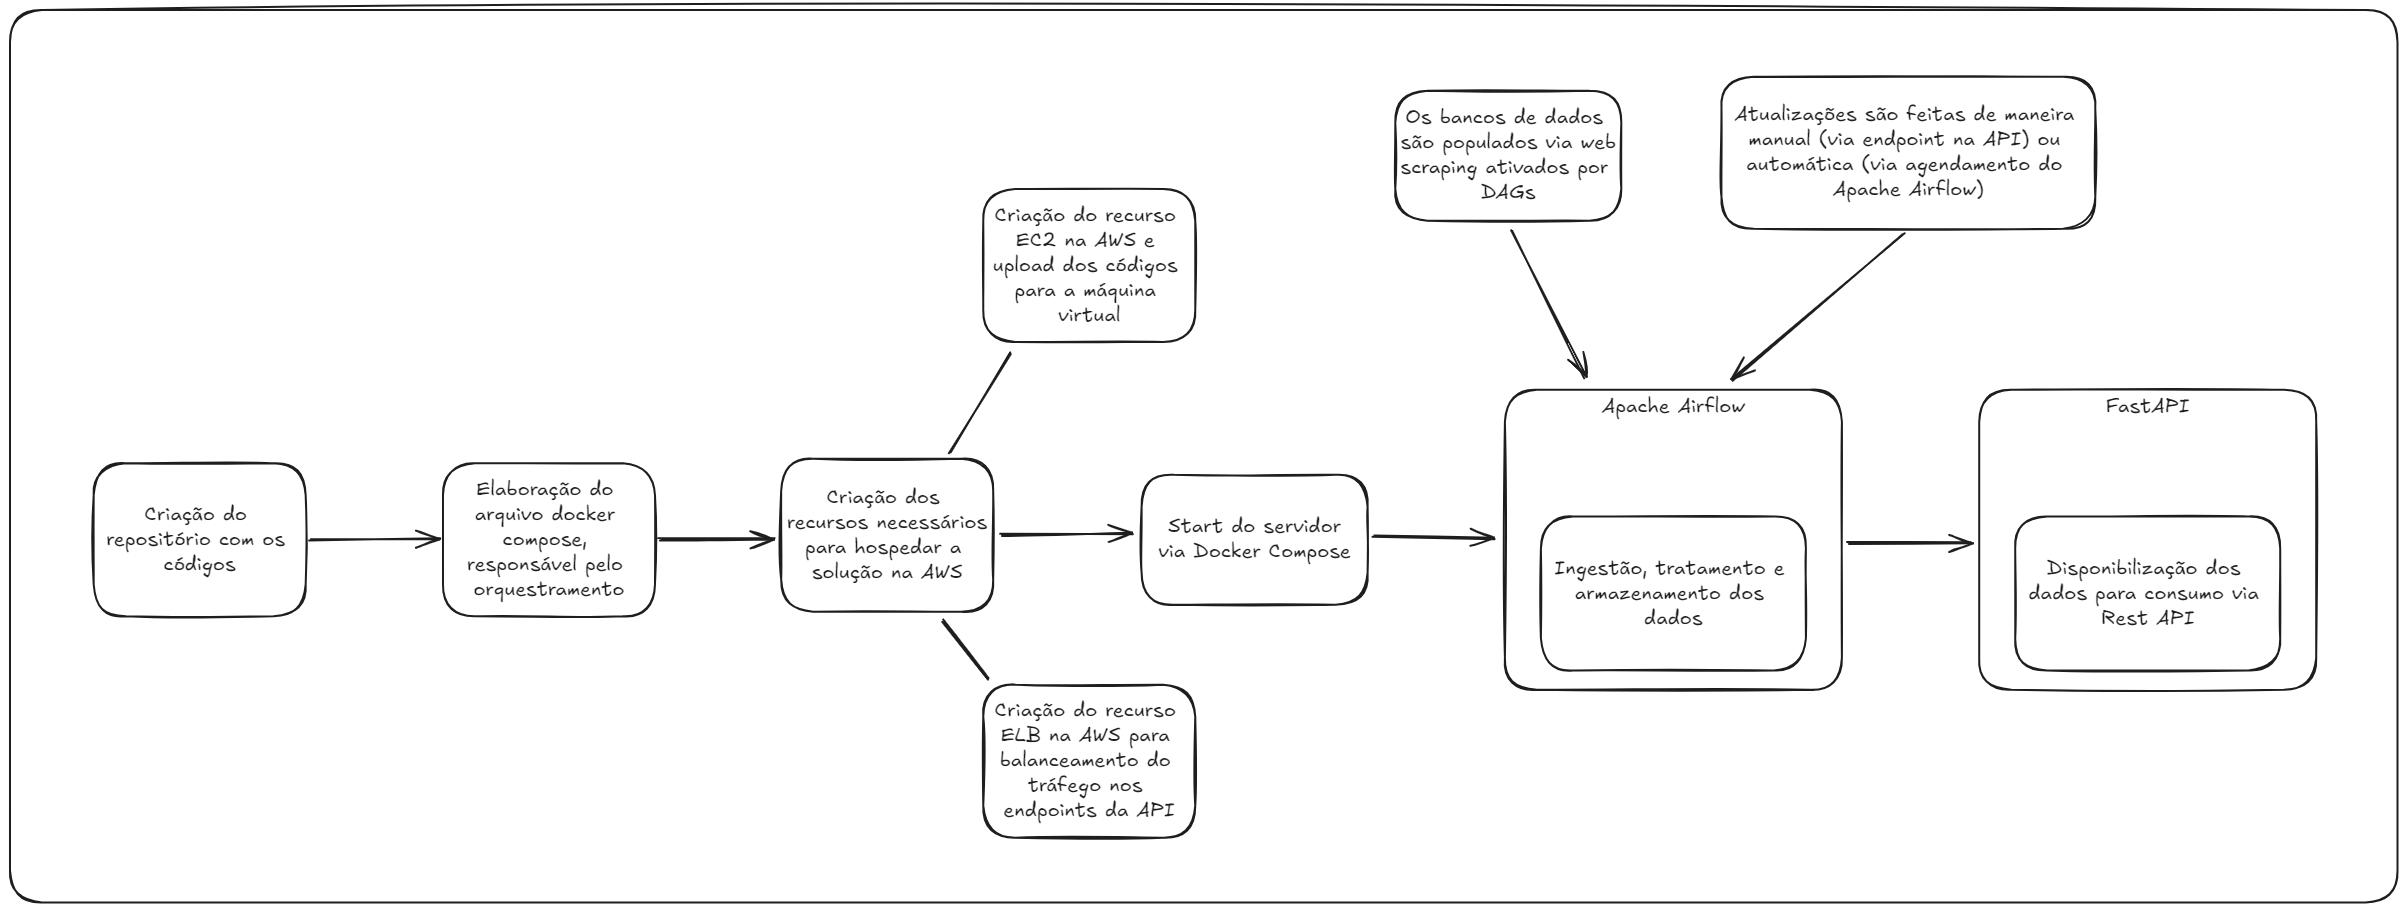 Criação do
repositório com os
códigos
Elaboração do
arquivo docker
compose,
responsável pelo
orquestramento
Criação dos
recursos necessários
para hospedar a
solução na AWS
Criação do recurso
EC2 na AWS e
upload dos códigos
para a máquina
virtual
Criação do recurso
ELB na AWS para
balanceamento do
tráfego nos
endpoints da API
Start do servidor
via Docker Compose
Os bancos de dados
são populados via web
scraping ativados por
DAGs
Atualizações são feitas de maneira
manual (via endpoint na API) ou
automática (via agendamento do
Apache Airflow)
Apache Airflow
Ingestão, tratamento e
armazenamento dos
dados
FastAPI
Disponibilização dos
dados para consumo via
Rest API